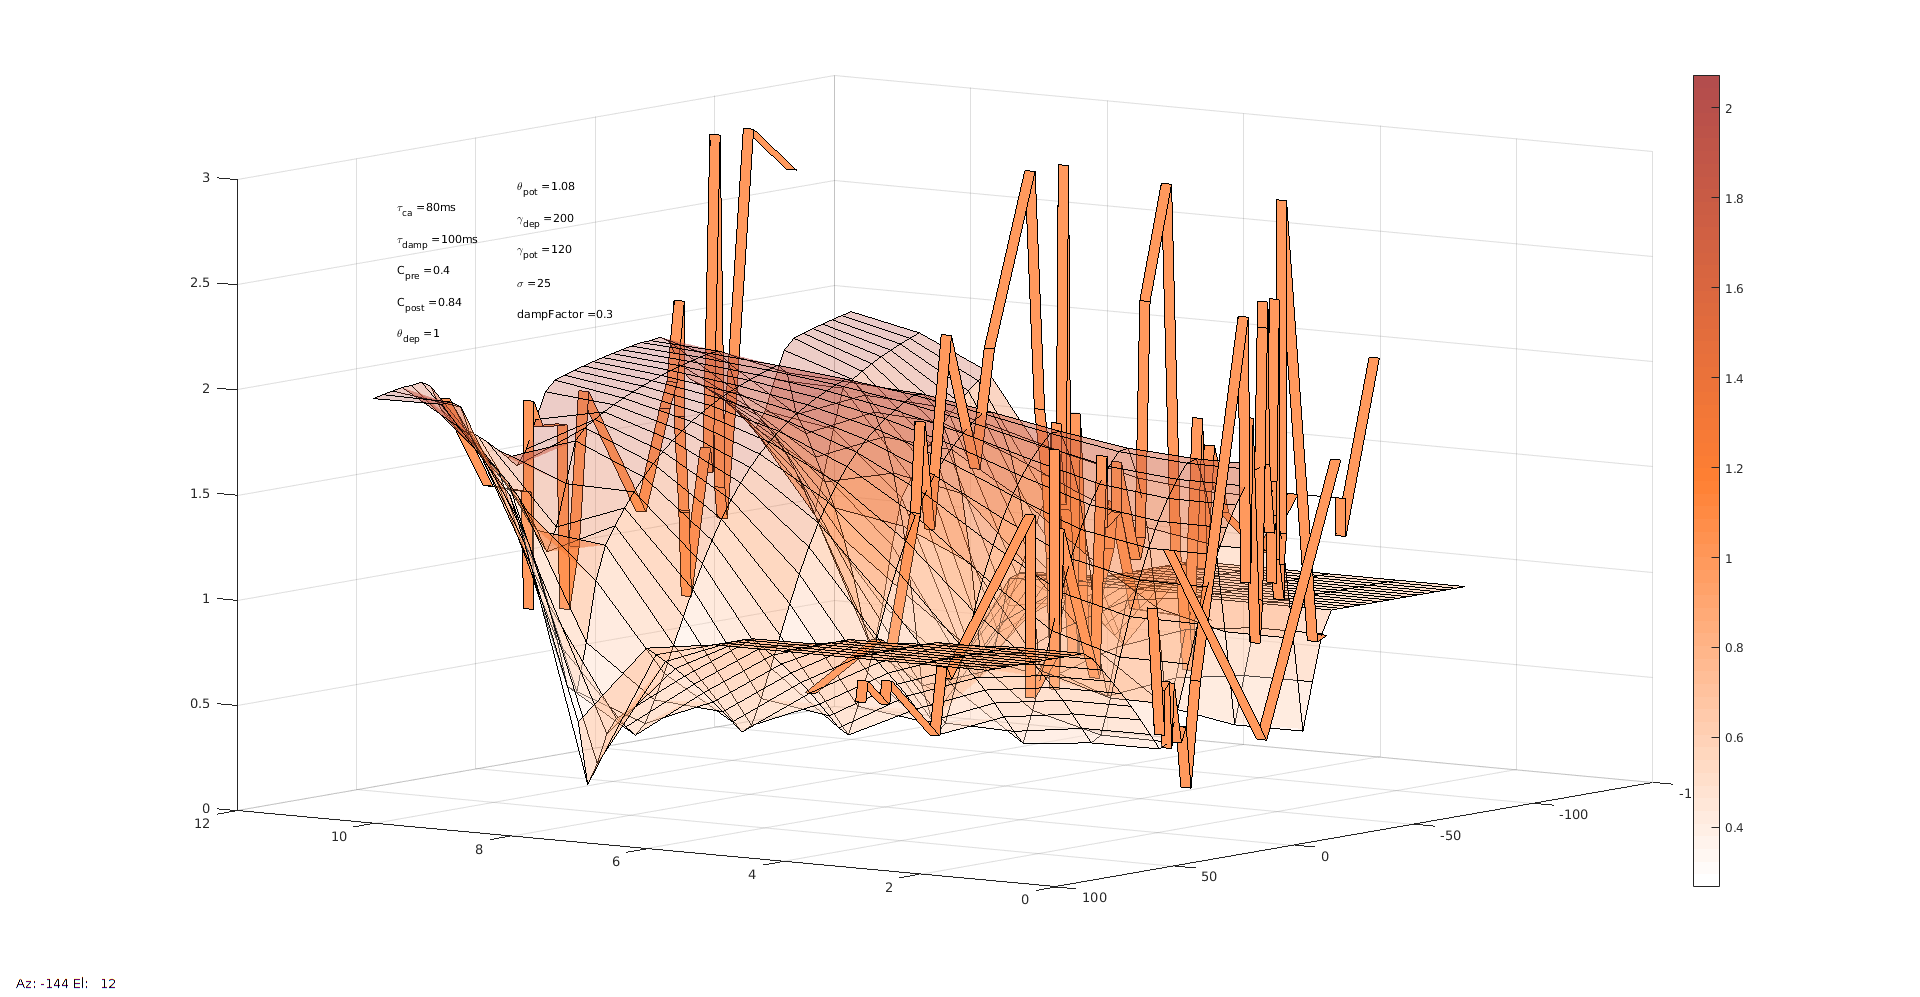 θpot =1.08
τca =80ms
γdep =200
τdamp =100ms
γpot =120
Cpre =0.4
σ =25
Cpost =0.84
dampFactor =0.3
θdep =1
3
2.5
2
1.5
1
0.5
0
12
10
8
6
4
2
0
100
50
0
-50
-100
-1
2
1.8
1.6
1.4
1.2
1
0.8
0.6
0.4
Az: -144 El: 12